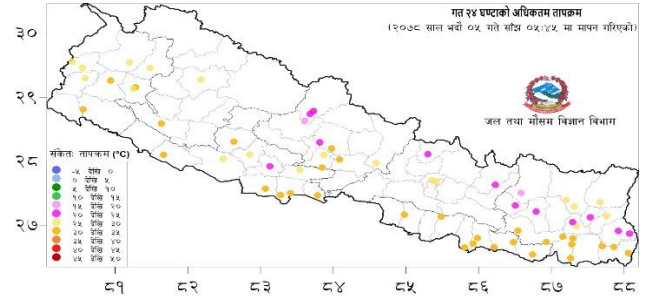 गत २४ घण्टाको अधिकतम तापक्रम
(२०७८ साल भदौ ०५ गते साँझ ०५:४५ मा मापन गरिएको)
जल तथा मौसम विज्ञान विभाग
३०
२९
२८
२७
संकेतः तापक्रम (°C)
-५ देखि ०
० देखि ५
५ देखि १०
१० देखि १५
१५ देखि २०
२० देखि २५
२५ देखि ३०
३० देखि ३५
३५ देखि ४०
४० देखि ४५
४५ देखि ५०
८१ ८२ ८३ ८४ ८५ ८६ ८७ ८८